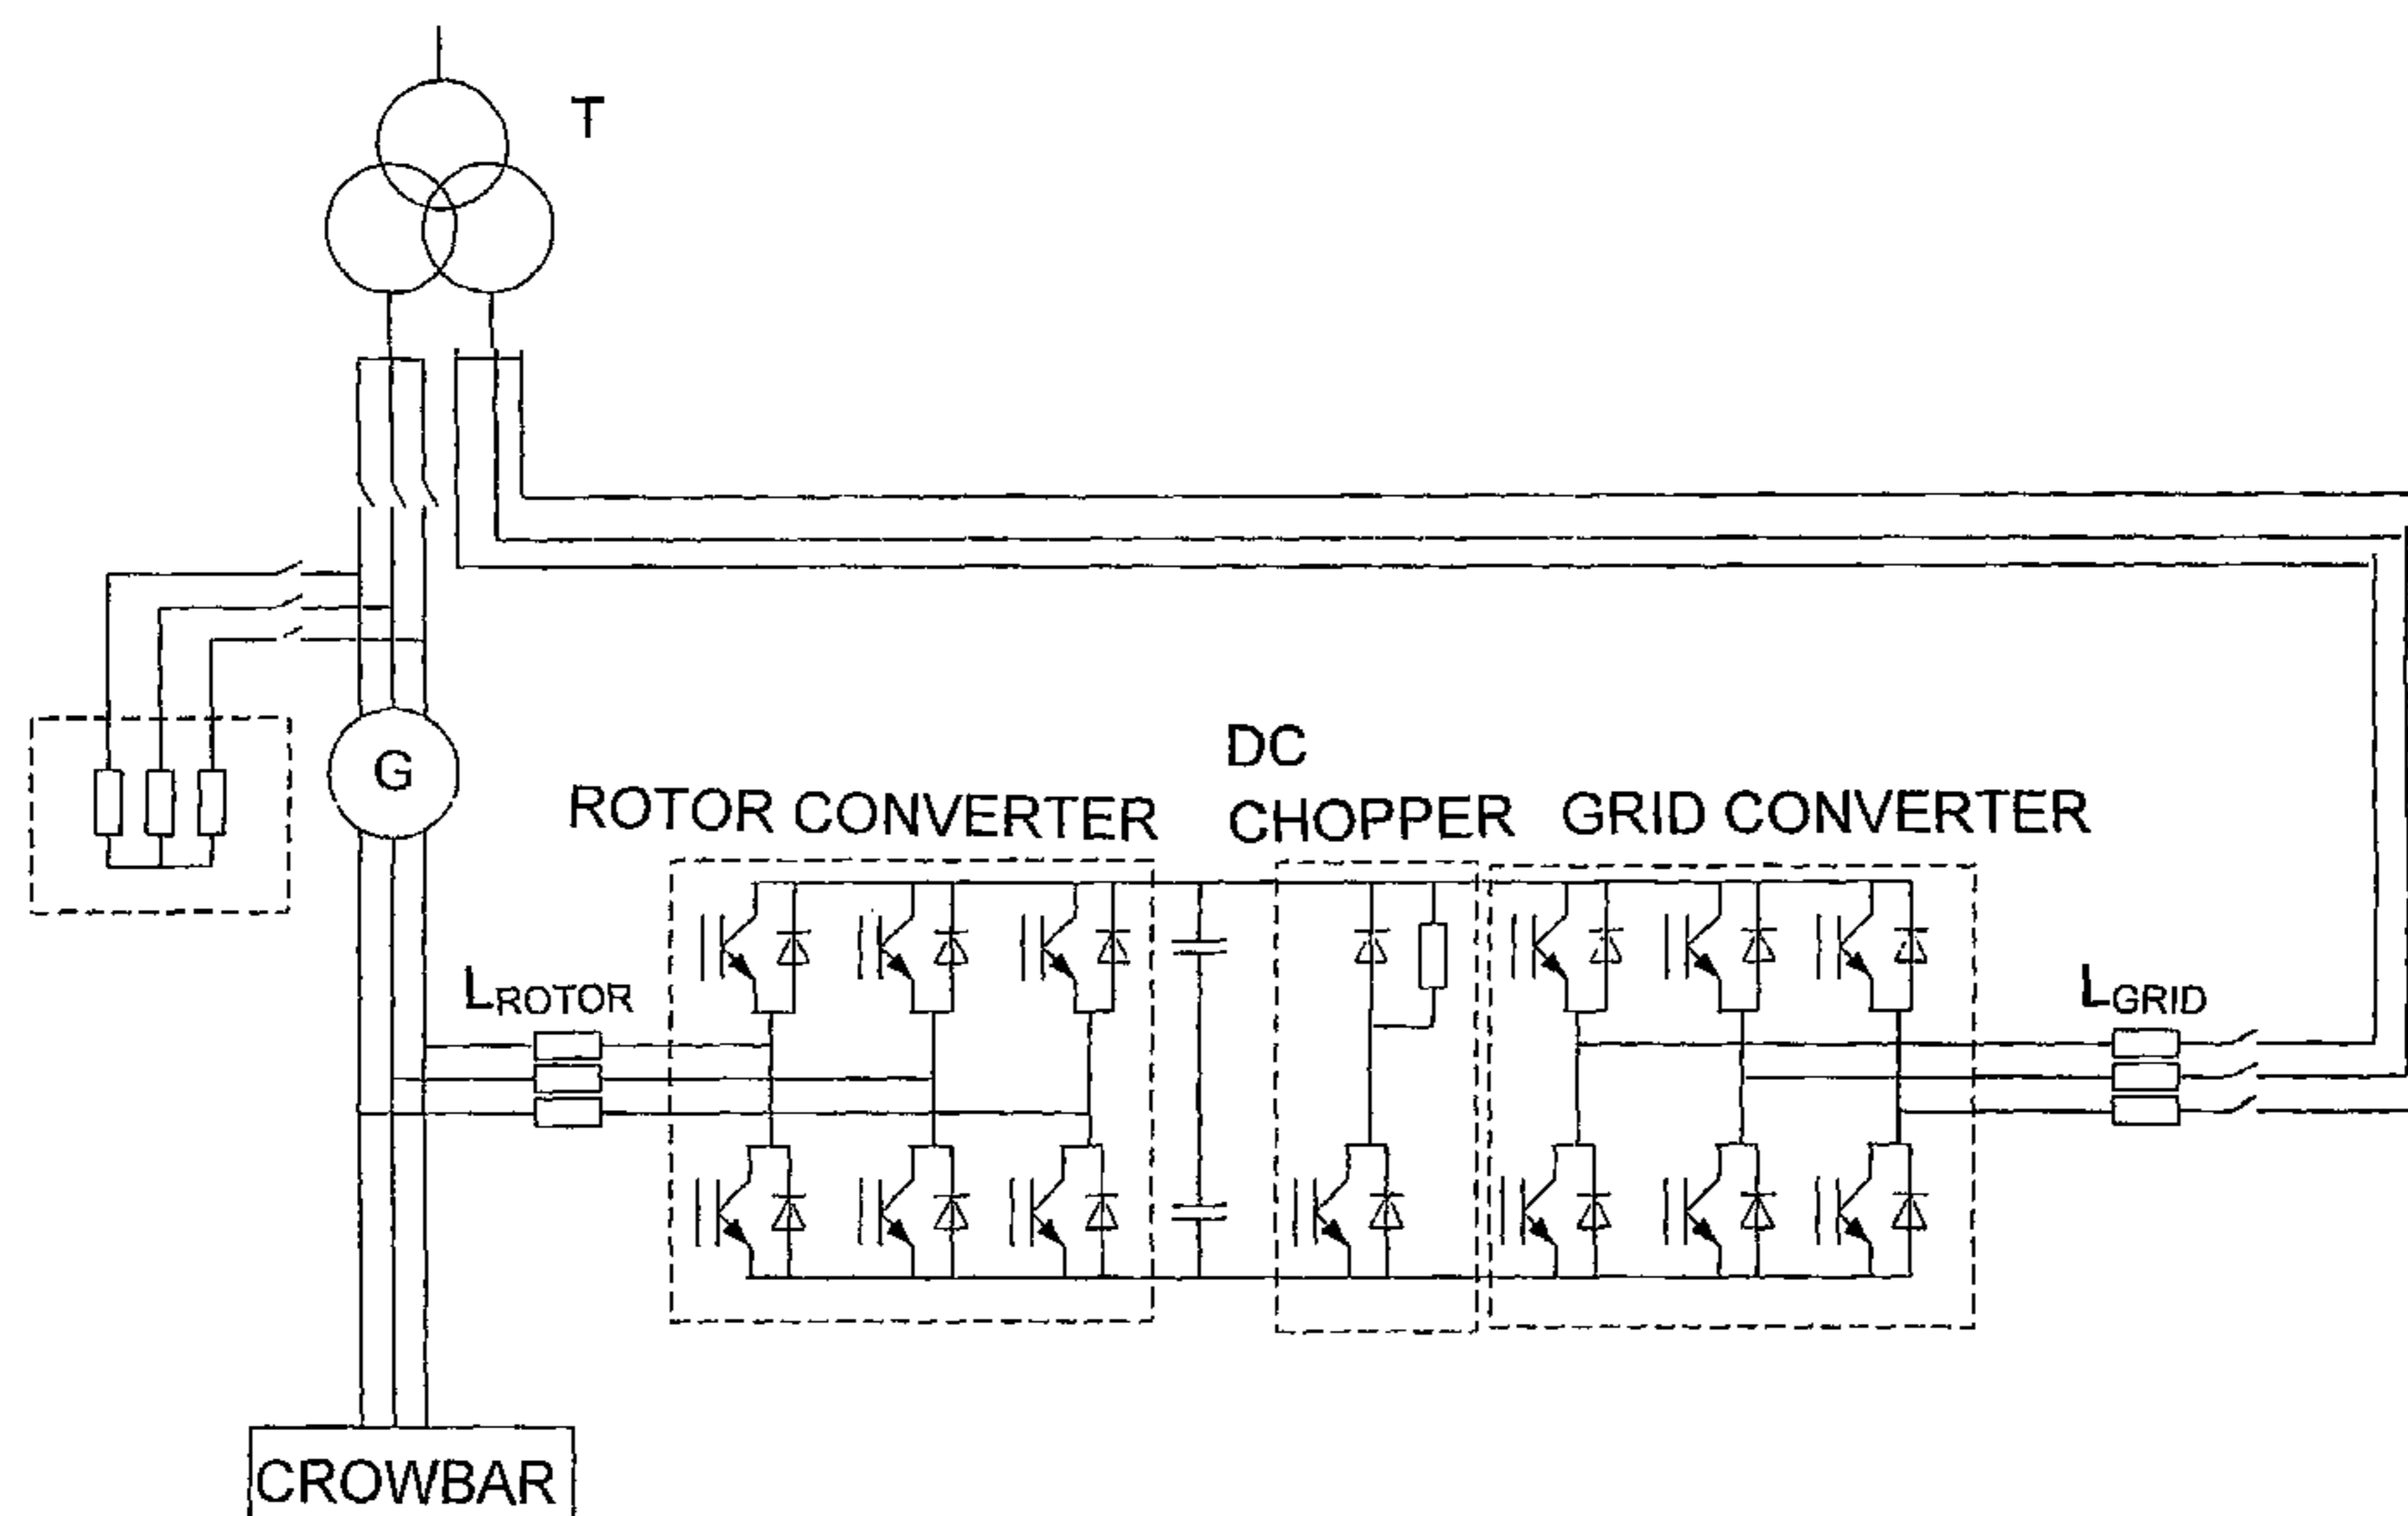 T
G
DC
CHOPPER
ROTOR CONVERTER
GRID CONVERTER
LROTOR
LGRID
CROWBAR